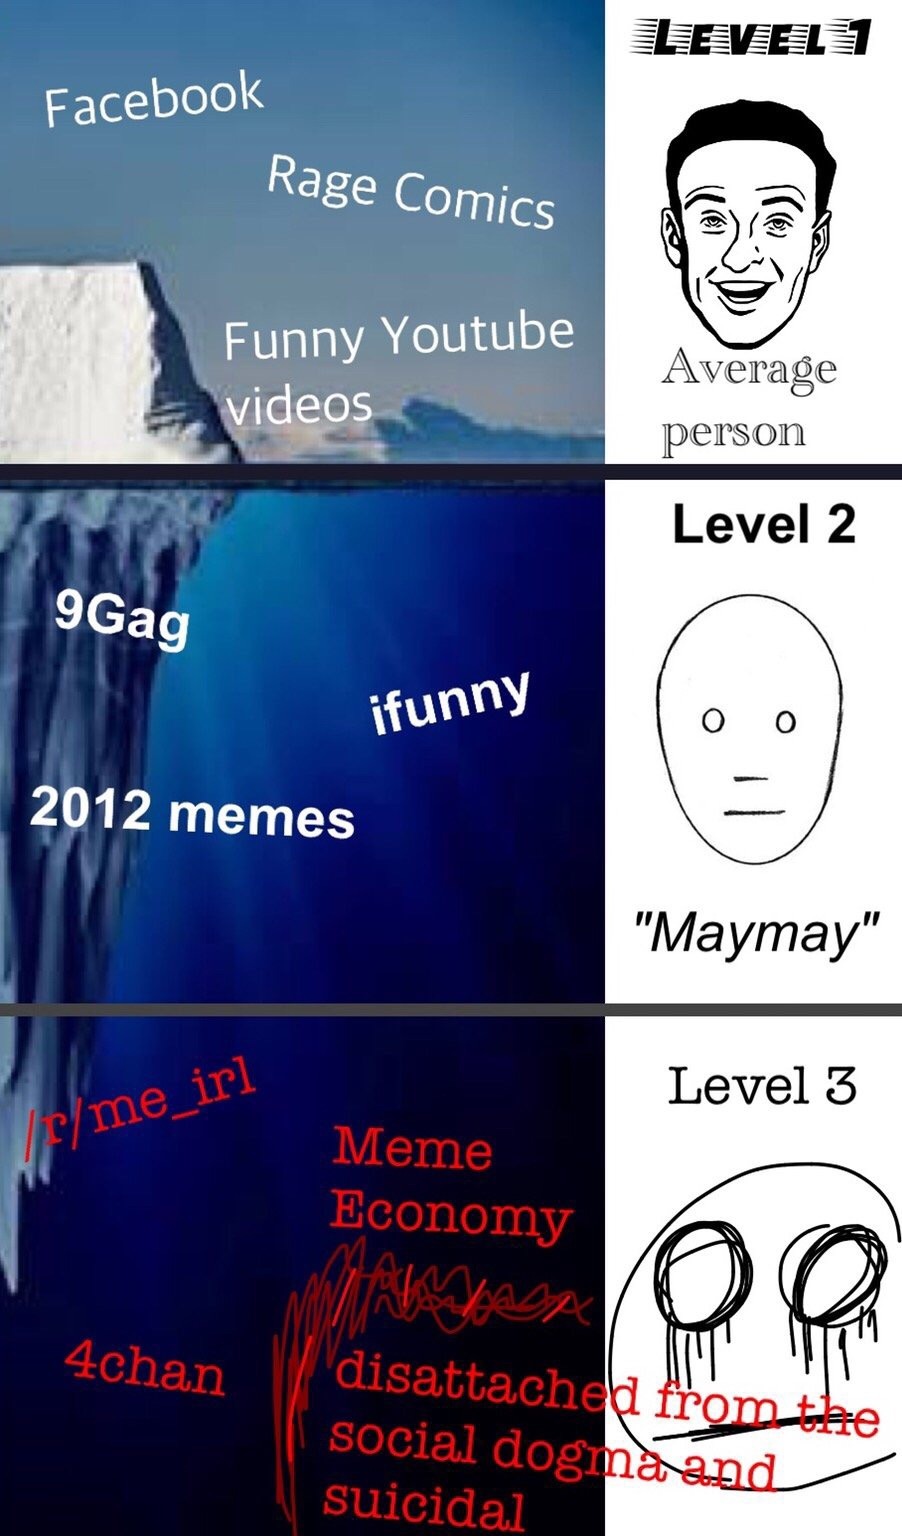 LEVEL 1
Facebook
Rage Comics
Funny Youtube
videos
Average
person
Level 2
9Gag
ifunny
2012 memes
"Maymay"
Level 3
/r/me_irl
Meme
Economy
4chan
disattached from the
social dogma and
suicidal